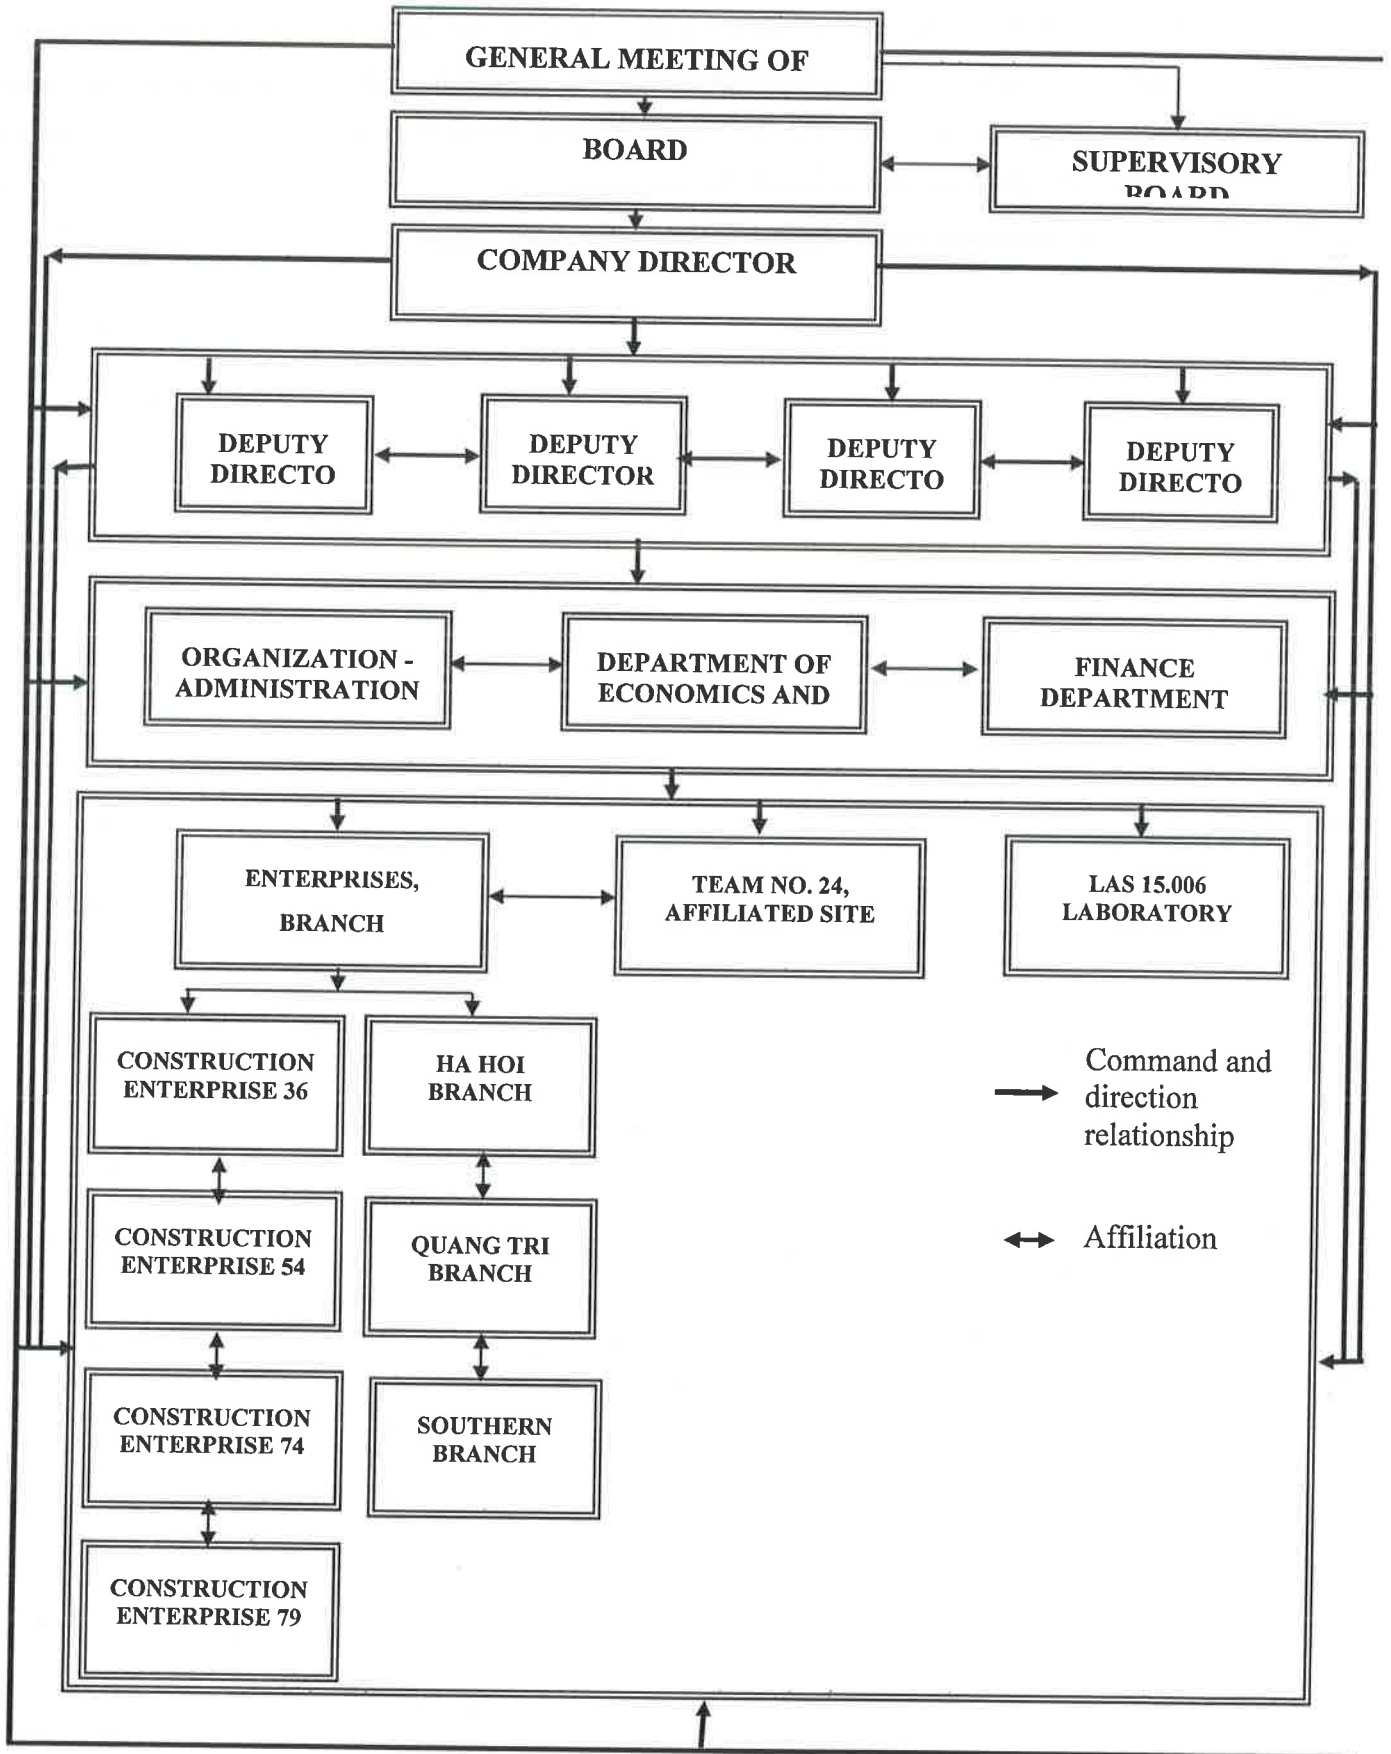 GENERAL MEETING OF
BOARD
SUPERVISORY
BOARD
COMPANY DIRECTOR
DEPUTY
DIRECTO
DEPUTY
DIRECTOR
DEPUTY
DIRECTO
DEPUTY
DIRECTO
ORGANIZATION -
ADMINISTRATION
DEPARTMENT OF
ECONOMICS AND
FINANCE
DEPARTMENT
ENTERPRISES,
BRANCH
TEAM NO. 24,
AFFILIATED SITE
LAS 15.006
LABORATORY
CONSTRUCTION
ENTERPRISE 36
HA HOI
BRANCH
Command and
direction
relationship
CONSTRUCTION
ENTERPRISE 54
QUANG TRI
BRANCH
Affiliation
CONSTRUCTION
ENTERPRISE 74
SOUTHERN
BRANCH
CONSTRUCTION
ENTERPRISE 79